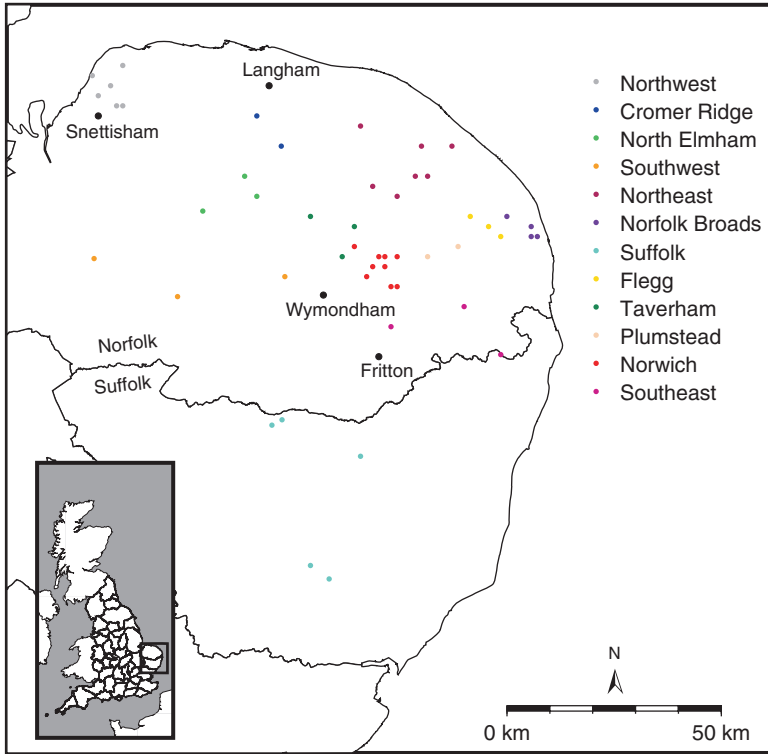 Langham
Snettisham
Wymondham
Fritton
Norfolk
Suffolk
Northwest
Cromer Ridge
North Elmham
Southwest
Northeast
Norfolk Broads
Suffolk
Flegg
Taverham
Plumstead
Norwich
Southeast
N
0 km
50 km